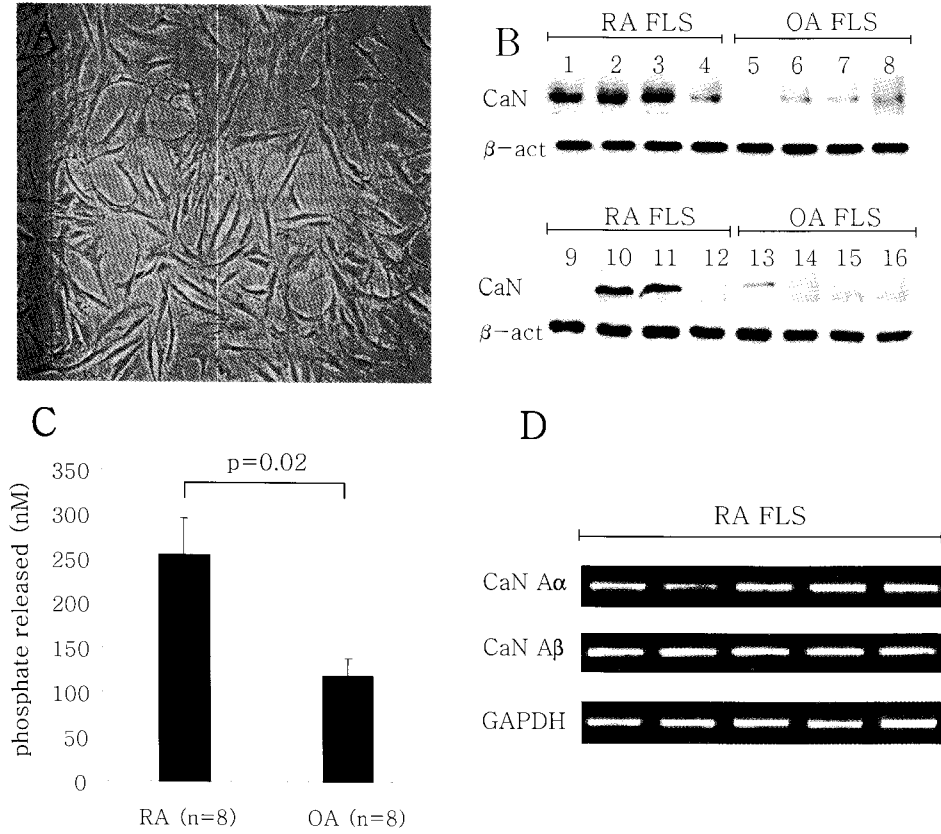 A
B
RA FLS OA FLS
1 2 3 4 5 6 7 8
CaN
β-act
RA FLS OA FLS
9 10 11 12 13 14 15 16
CaN
β-act
C
p=0.02
phosphate released (nM)
350
300
250
200
150
100
50
0
RA (n=8) OA (n=8)
D
RA FLS
CaN Aα
CaN Aβ
GAPDH